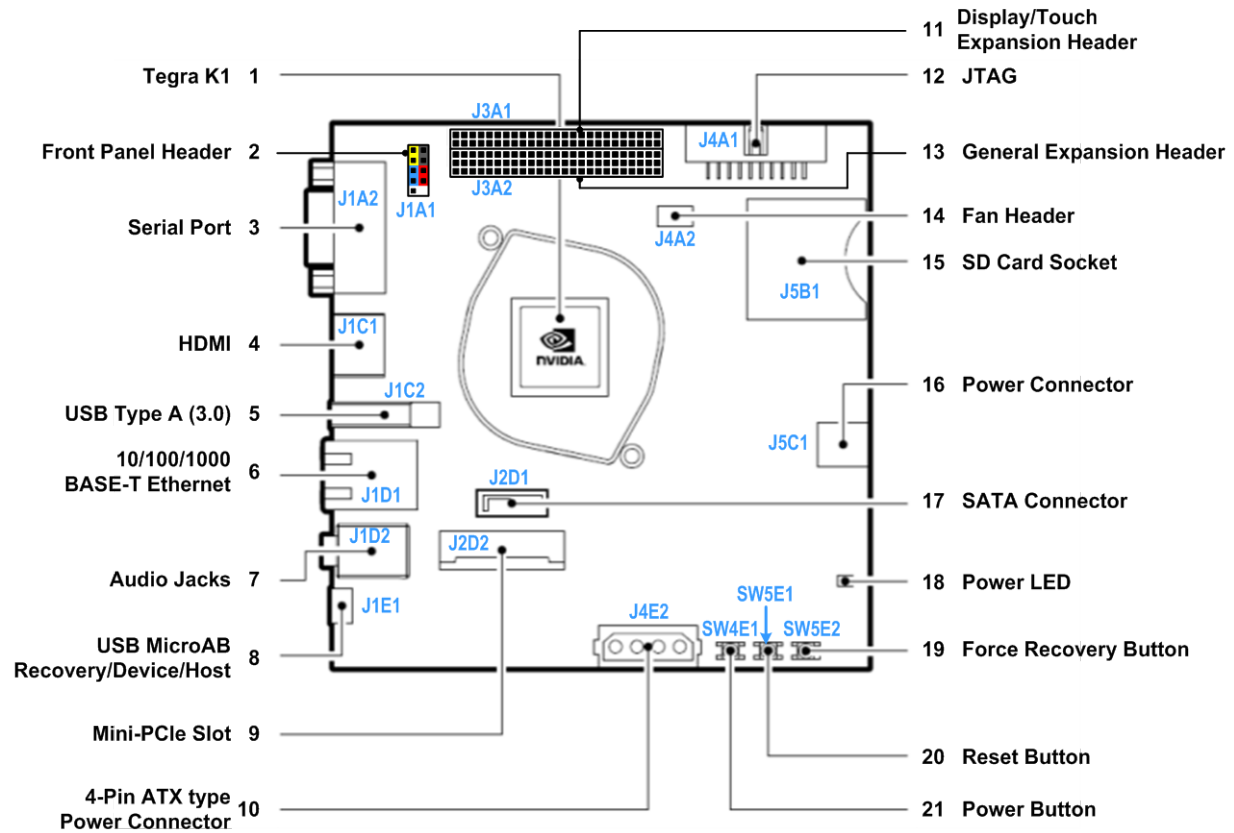 Tegra K1 1
Front Panel Header 2
Serial Port 3
HDMI 4
USB Type A (3.0) 5
10/100/1000
BASE-T Ethernet 6
Audio Jacks 7
USB MicroAB
Recovery/Device/Host 8
Mini-PCIe Slot 9
4-Pin ATX type
Power Connector 10
J3A1
J4A1
J3A2
J1A2
J1A1
J4A2
J5B1
J1C1
NVIDIA
J1C2
J5C1
J2D1
J1D1
J1D2
J2D2
J1E1
J4E2
SW5E1
SW4E1
SW5E2
11 Display/Touch
Expansion Header
12 JTAG
13 General Expansion Header
14 Fan Header
15 SD Card Socket
16 Power Connector
17 SATA Connector
18 Power LED
19 Force Recovery Button
20 Reset Button
21 Power Button